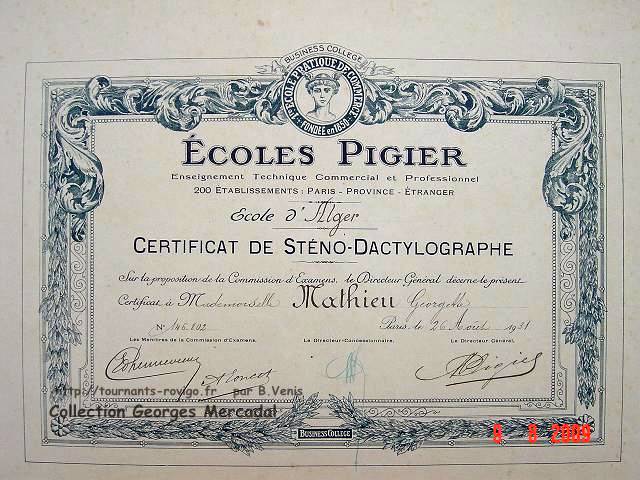 BUSINESS COLLEGE
L'ÉCOLE PRATIQUE DE COMMERCE
FONDÉE en 1850
ÉCOLES PIGIER
Enseignement Technique Commercial et Professionnel
200 ÉTABLISSEMENTS : PARIS - PROVINCE - ÉTRANGER
Ecole d'Alger
CERTIFICAT DE STÉNO-DACTYLOGRAPHE
Sur la proposition de la Commission d'Examens, le Directeur Général décerne le présent
Certificat à Mademoiselle Mathieu Georgette
N° 146.802 Paris, le 26 Août 1931
Les Membres de la Commission d'Examens. Le Directeur-Concessionnaire. Le Directeur Général.
Pigier
http://tournants-rovigo.fr par B.Venis
Collection Georges Mercadal
BUSINESS COLLEGE
9 8 2009